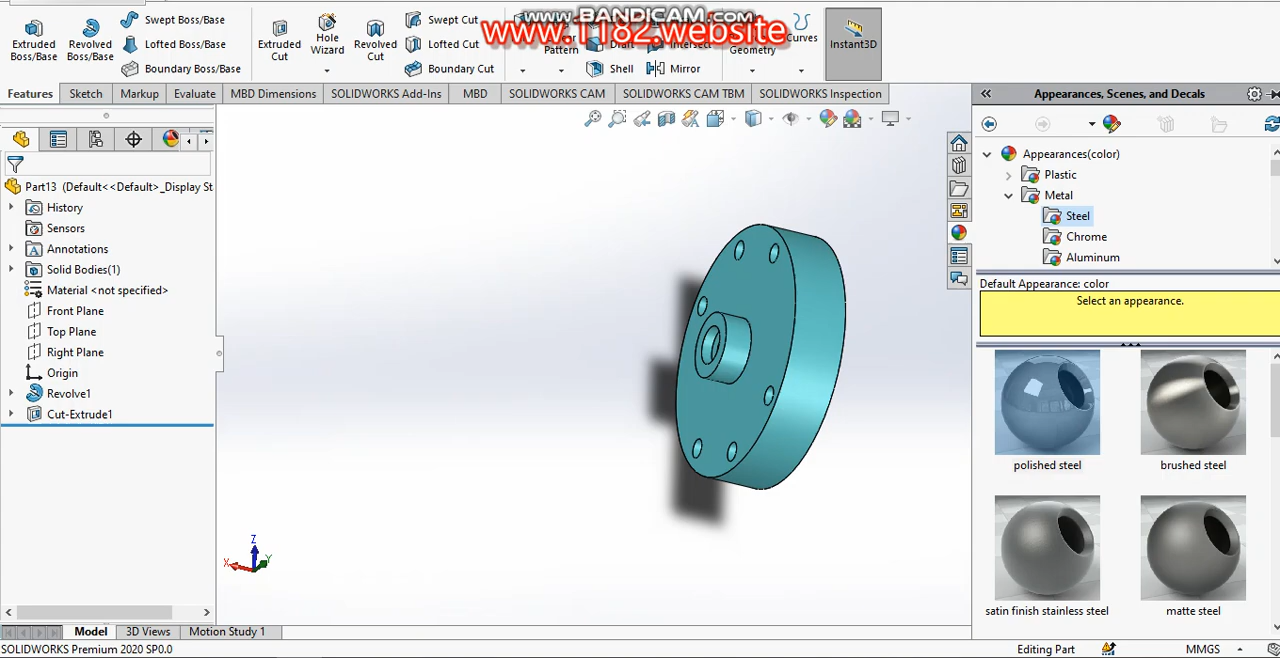 www.BANDICAM.com
www.1182.website
Extruded Boss/Base
Revolved Boss/Base
Swept Boss/Base
Lofted Boss/Base
Boundary Boss/Base
Extruded Cut
Hole Wizard
Revolved Cut
Swept Cut
Lofted Cut
Boundary Cut
Pattern
Draft
Shell
Intersect
Mirror
Geometry
Curves
Instant3D
Features
Sketch
Markup
Evaluate
MBD Dimensions
SOLIDWORKS Add-Ins
MBD
SOLIDWORKS CAM
SOLIDWORKS CAM TBM
SOLIDWORKS Inspection
Appearances, Scenes, and Decals
Part13 (Default<<Default>_Display St
History
Sensors
Annotations
Solid Bodies(1)
Material <not specified>
Front Plane
Top Plane
Right Plane
Origin
Revolve1
Cut-Extrude1
Z
X
Y
Appearances(color)
Plastic
Metal
Steel
Chrome
Aluminum
Default Appearance: color
Select an appearance.
polished steel
brushed steel
satin finish stainless steel
matte steel
Model
3D Views
Motion Study 1
SOLIDWORKS Premium 2020 SP0.0
Editing Part
MMGS